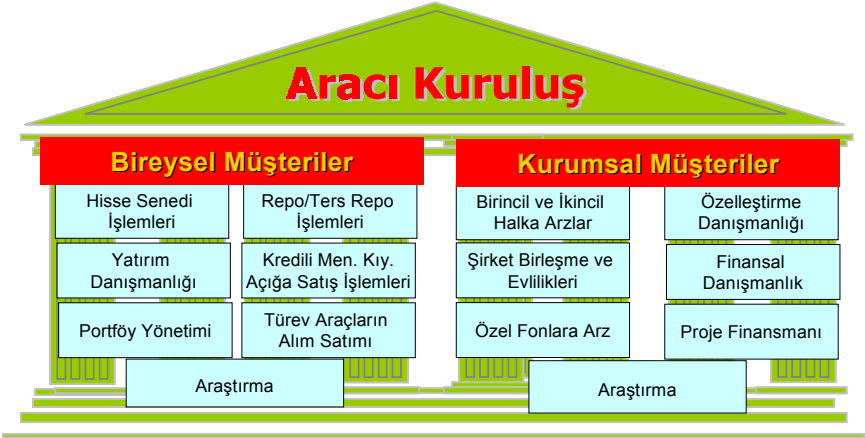 Aracı Kuruluş
Bireysel Müşteriler
Hisse Senedi
İşlemleri
Repo/Ters Repo
İşlemleri
Yatırım
Danışmanlığı
Kredili Men. Kıy.
Açığa Satış İşlemleri
Portföy Yönetimi
Türev Araçların
Alım Satımı
Araştırma
Kurumsal Müşteriler
Birincil ve İkincil
Halka Arzlar
Özelleştirme
Danışmanlığı
Şirket Birleşme ve
Evlilikleri
Finansal
Danışmanlık
Özel Fonlara Arz
Proje Finansmanı
Araştırma